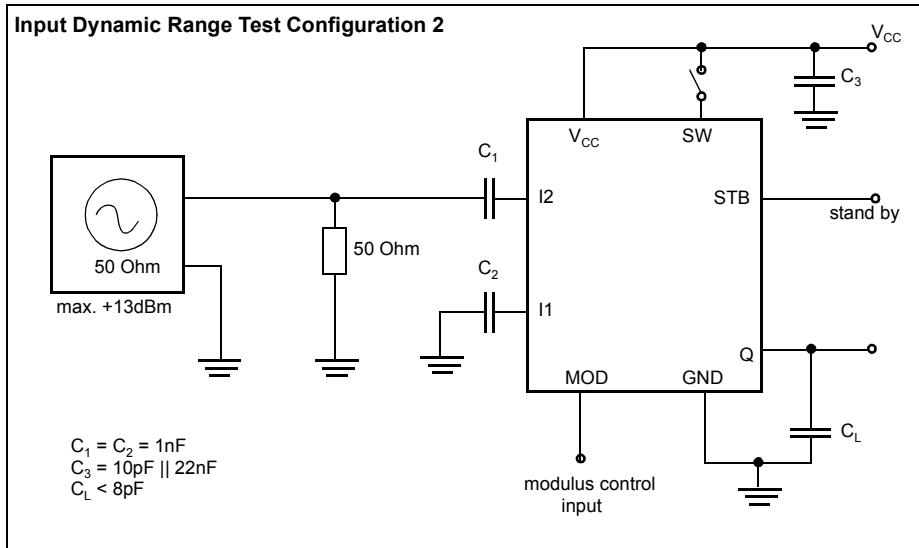 Input Dynamic Range Test Configuration 2
V_CC
C_3
V_CC
SW
C_1
I2
STB
stand by
50 Ohm
50 Ohm
max. +13dBm
C_2
I1
Q
MOD
GND
C_L
C_1 = C_2 = 1nF
C_3 = 10pF || 22nF
C_L < 8pF
modulus control
input